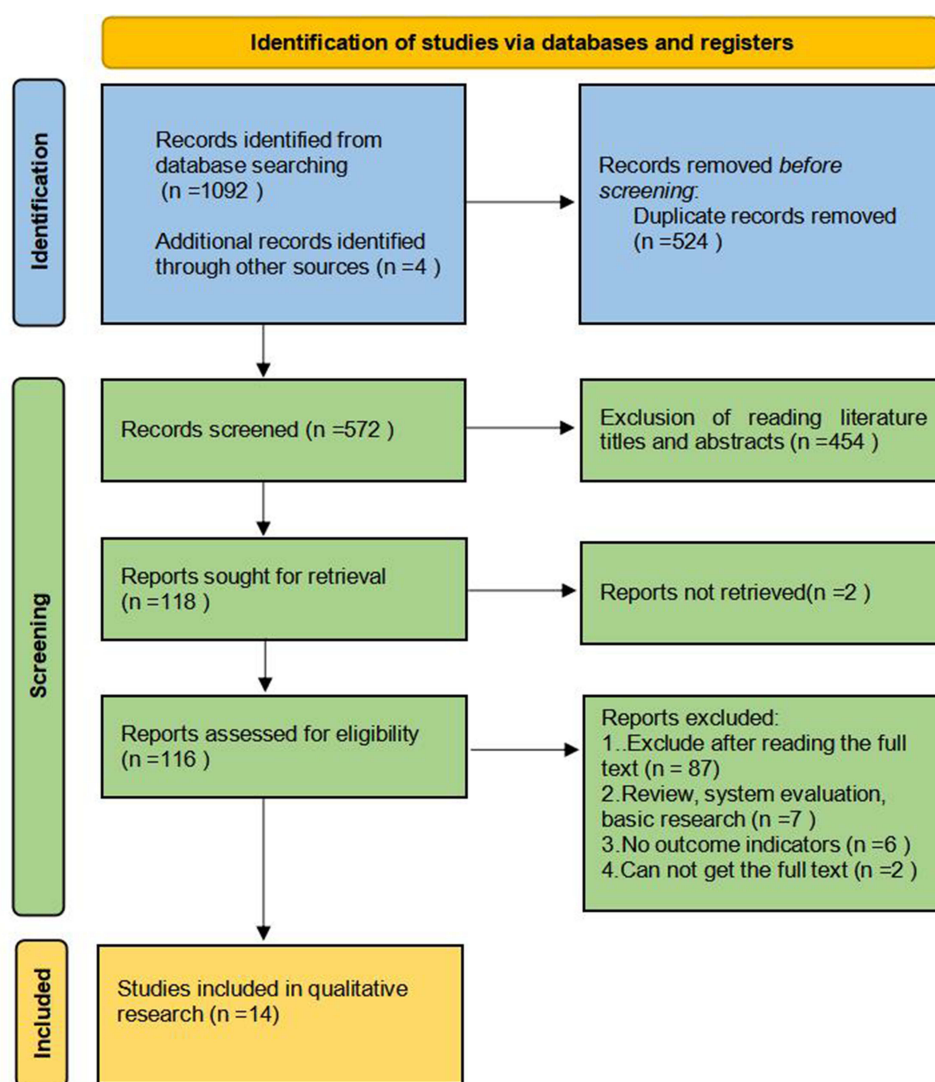 Identification of studies via databases and registers
Identification
Records identified from
database searching
(n =1092 )
Additional records identified
through other sources (n =4 )
Records removed before
screening:
Duplicate records removed
(n =524 )
Screening
Records screened (n =572 )
Exclusion of reading literature
titles and abstracts (n =454 )
Reports sought for retrieval
(n =118 )
Reports not retrieved(n =2 )
Reports assessed for eligibility
(n =116 )
Reports excluded:
1..Exclude after reading the full
text (n = 87)
2.Review, system evaluation,
basic research (n =7 )
3.No outcome indicators (n =6 )
4.Can not get the full text (n =2 )
Included
Studies included in qualitative
research (n =14)